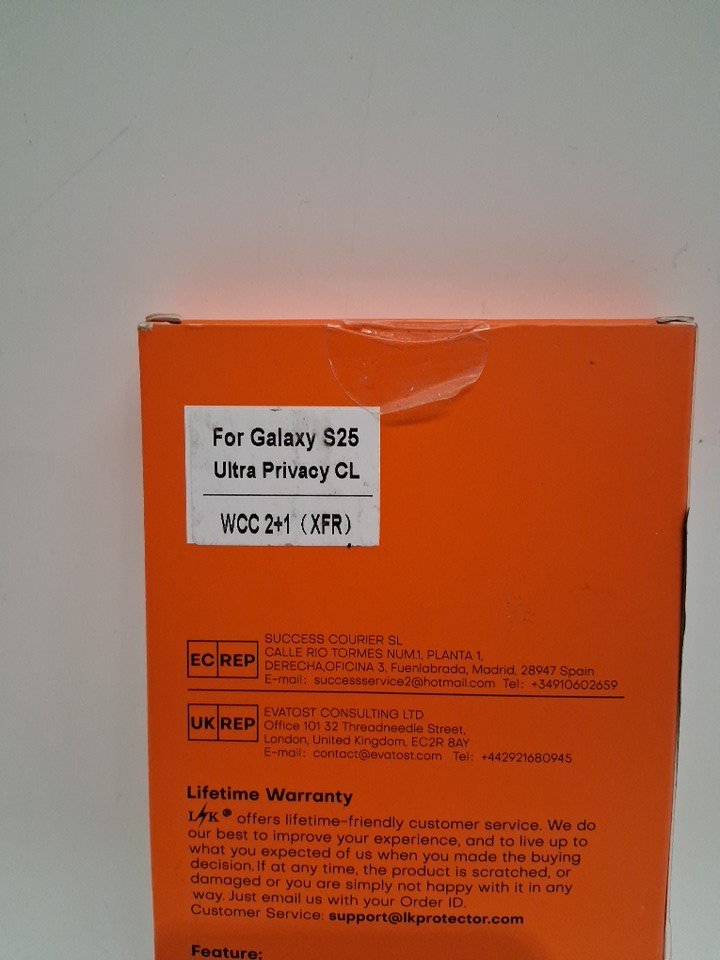 For Galaxy S25
Ultra Privacy CL
WCC 2+1 (XFR)
EC REP
SUCCESS COURIER SL
CALLE RIO TORMES NUM.1, PLANTA 1,
DERECHA,OFICINA 3, Fuenlabrada, Madrid, 28947 Spain
E-mail: successservice2@hotmail.com Tel: +34910602659
UK REP
EVATOST CONSULTING LTD
Office 101 32 Threadneedle Street,
London, United Kingdom, EC2R 8AY
E-mail: contact@evatost.com Tel: +442921680945
Lifetime Warranty
LK ® offers lifetime-friendly customer service. We do
our best to improve your experience, and to live up to
what you expected of us when you made the buying
decision. If at any time, the product is scratched, or
damaged or you are simply not happy with it in any
way. Just email us with your Order ID.
Customer Service: support@lkprotector.com
Feature: